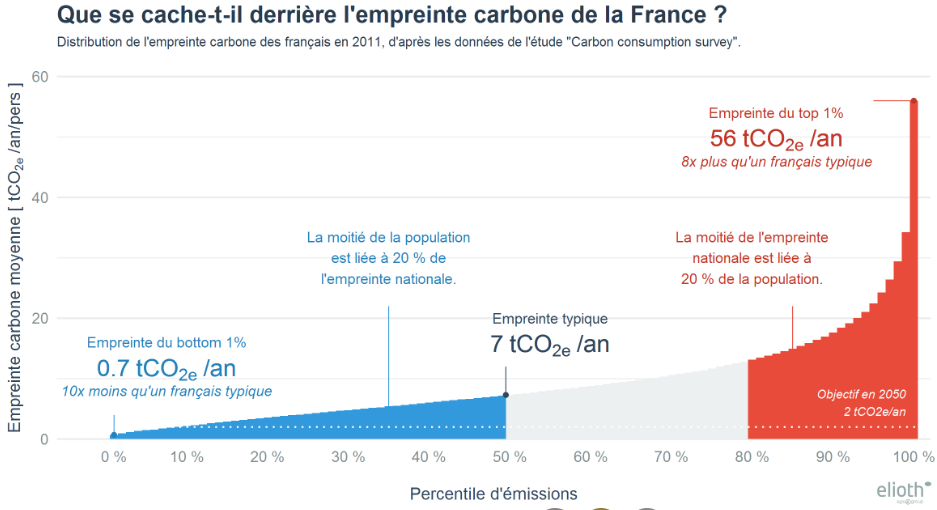 Que se cache-t-il derrière l'empreinte carbone de la France ?
Distribution de l'empreinte carbone des français en 2011, d'après les données de l'étude "Carbon consumption survey".
Empreinte carbone moyenne [ tCO2e /an/pers ]
60
40
20
0
Empreinte du top 1%
56 tCO2e /an
8x plus qu'un français typique
La moitié de la population
est liée à 20 % de
l'empreinte nationale.
La moitié de l'empreinte
nationale est liée à
20 % de la population.
Empreinte typique
7 tCO2e /an
Empreinte du bottom 1%
0.7 tCO2e /an
10x moins qu'un français typique
Objectif en 2050
2 tCO2e/an
0 % 10 % 20 % 30 % 40 % 50 % 60 % 70 % 80 % 90 % 100 %
Percentile d'émissions
elioth